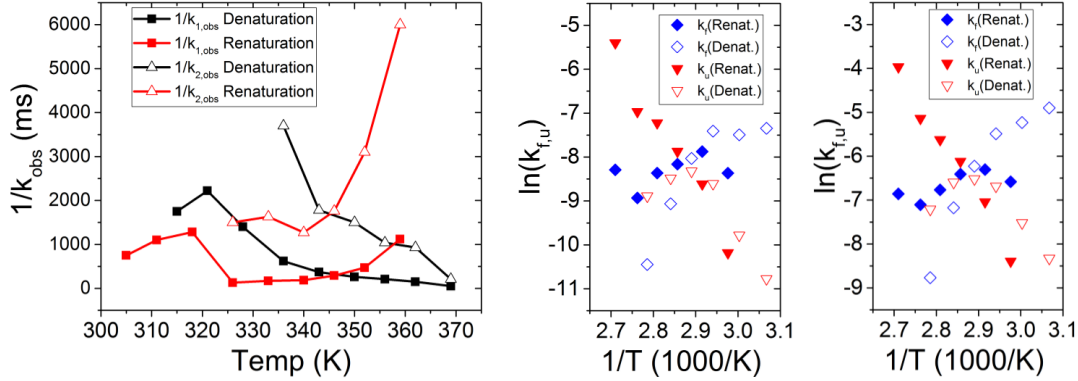 1/k1,obs Denaturation
1/k1,obs Renaturation
1/k2,obs Denaturation
1/k2,obs Renaturation
6000
5000
4000
3000
2000
1000
0
1/kobs (ms)
300 310 320 330 340 350 360 370
Temp (K)
kf(Renat.)
kf(Denat.)
ku(Renat.)
ku(Denat.)
-5
-6
-7
-8
-9
-10
-11
ln(kf,u)
2.7 2.8 2.9 3.0 3.1
1/T (1000/K)
kf(Renat.)
kf(Denat.)
ku(Renat.)
ku(Denat.)
-3
-4
-5
-6
-7
-8
-9
ln(kf,u)
2.7 2.8 2.9 3.0 3.1
1/T (1000/K)